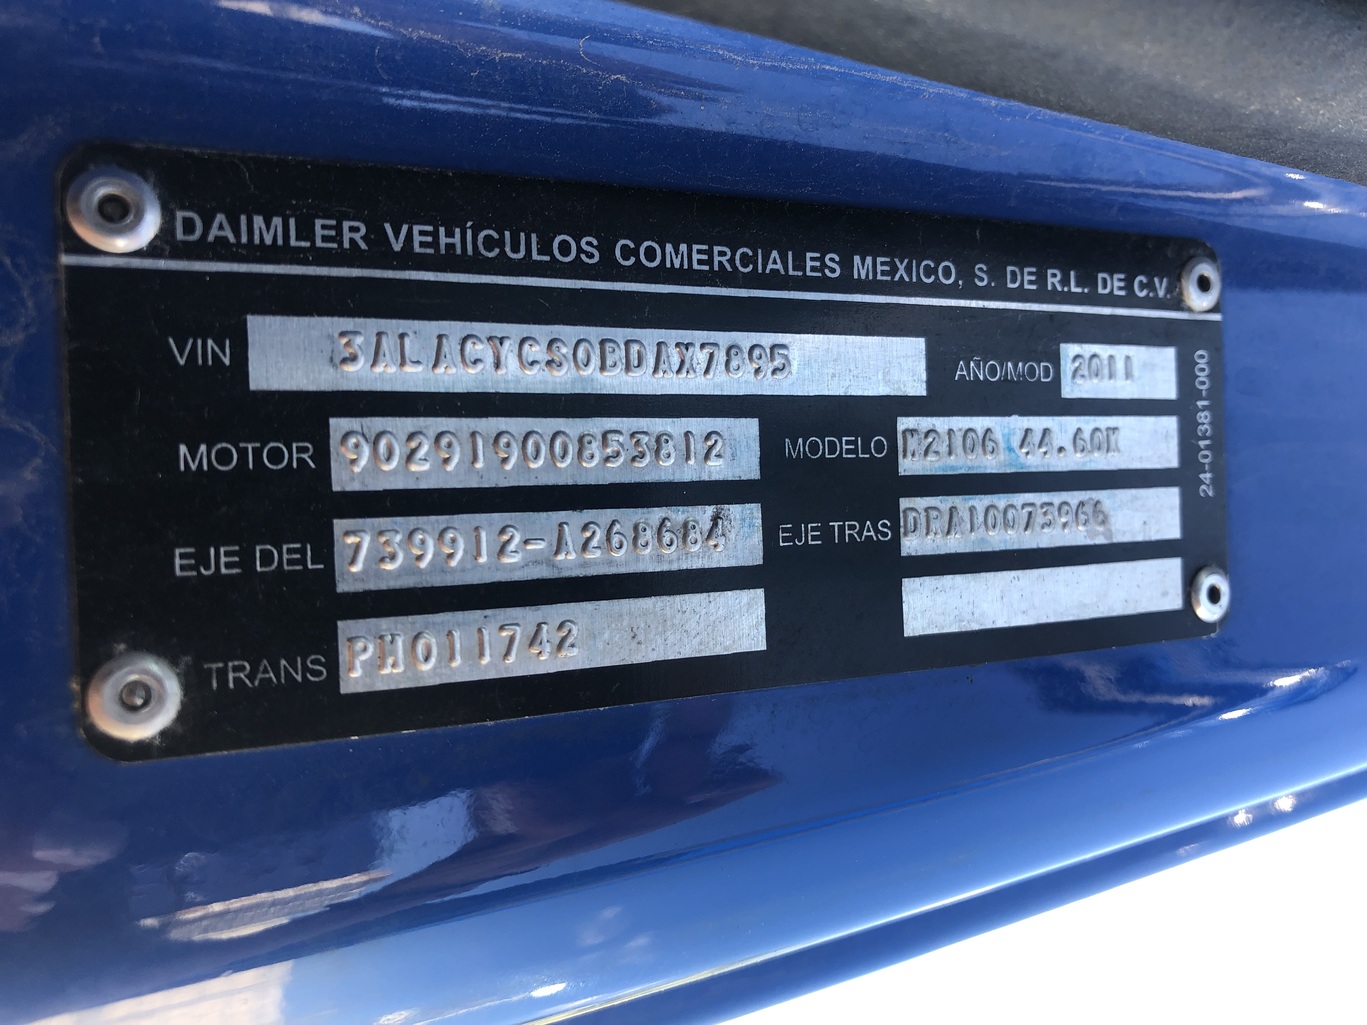 DAIMLER VEHÍCULOS COMERCIALES MEXICO, S. DE R.L. DE C.V.
VIN 3ALACYCS0BDAX7895 AÑO/MOD 2011
MOTOR 90291900853812 MODELO M2106 44.60M
EJE DEL 739912-A268684 EJE TRAS DRA10073966
TRANS PH011742
24-01381-000